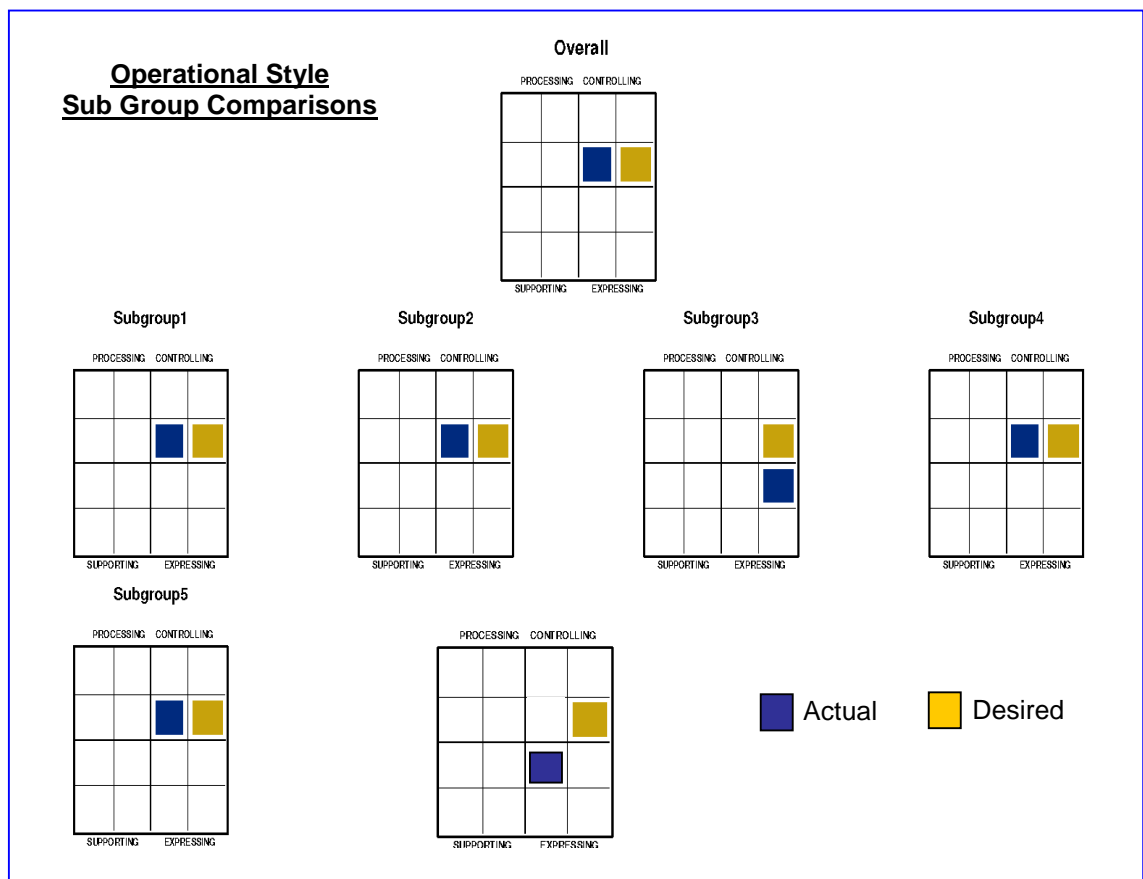 Operational Style
Sub Group Comparisons
Overall
PROCESSING CONTROLLING
SUPPORTING EXPRESSING
Subgroup1
Subgroup2
Subgroup3
Subgroup4
PROCESSING CONTROLLING
PROCESSING CONTROLLING
PROCESSING CONTROLLING
PROCESSING CONTROLLING
SUPPORTING EXPRESSING
SUPPORTING EXPRESSING
SUPPORTING EXPRESSING
SUPPORTING EXPRESSING
Subgroup5
PROCESSING CONTROLLING
PROCESSING CONTROLLING
Actual
Desired
SUPPORTING EXPRESSING
SUPPORTING EXPRESSING